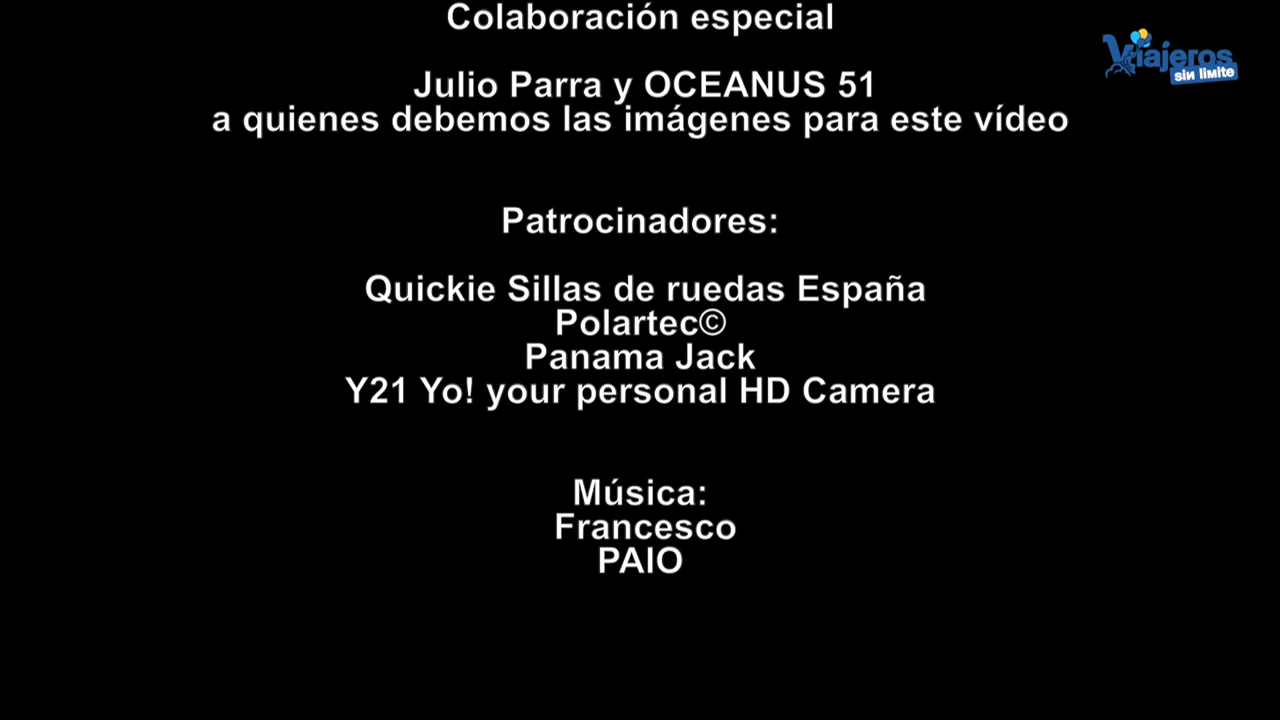 Colaboración especial
Viajeros
sin límite
Julio Parra y OCEANUS 51
a quienes debemos las imágenes para este vídeo
Patrocinadores:
Quickie Sillas de ruedas España
Polartec©
Panama Jack
Y21 Yo! your personal HD Camera
Música:
Francesco
PAIO